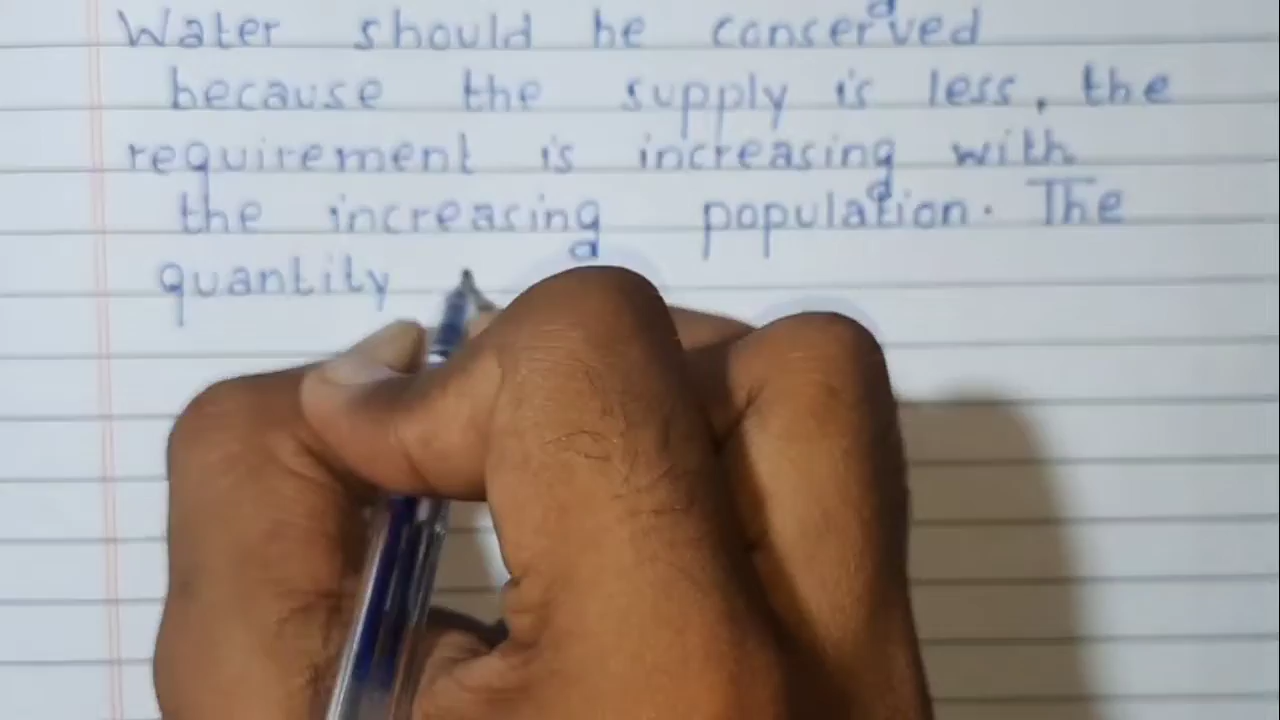 Water should be conserved
because the supply is less, the
requirement is increasing with
the increasing population. The
quantity